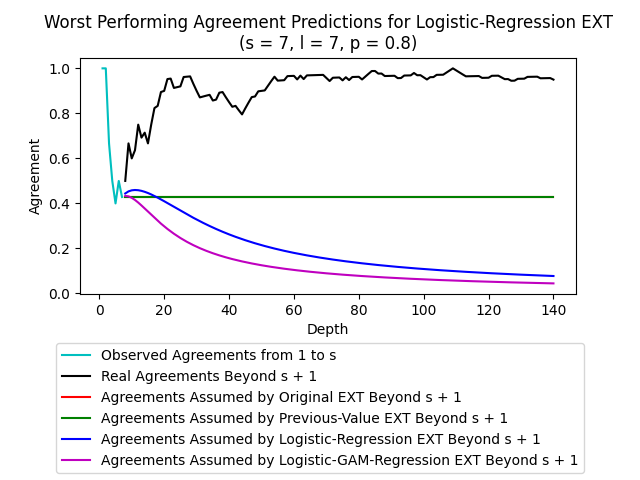 Worst Performing Agreement Predictions for Logistic-Regression EXT
(s = 7, l = 7, p = 0.8)
Agreement
1.0
0.8
0.6
0.4
0.2
0.0
0 20 40 60 80 100 120 140
Depth
Observed Agreements from 1 to s
Real Agreements Beyond s + 1
Agreements Assumed by Original EXT Beyond s + 1
Agreements Assumed by Previous-Value EXT Beyond s + 1
Agreements Assumed by Logistic-Regression EXT Beyond s + 1
Agreements Assumed by Logistic-GAM-Regression EXT Beyond s + 1